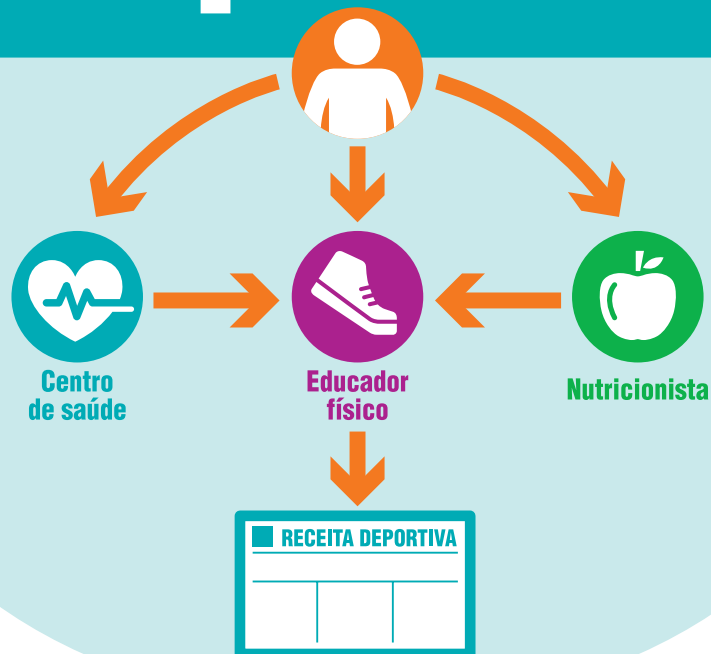 Centro
de saúde
Educador
físico
Nutricionista
RECEITA DEPORTIVA